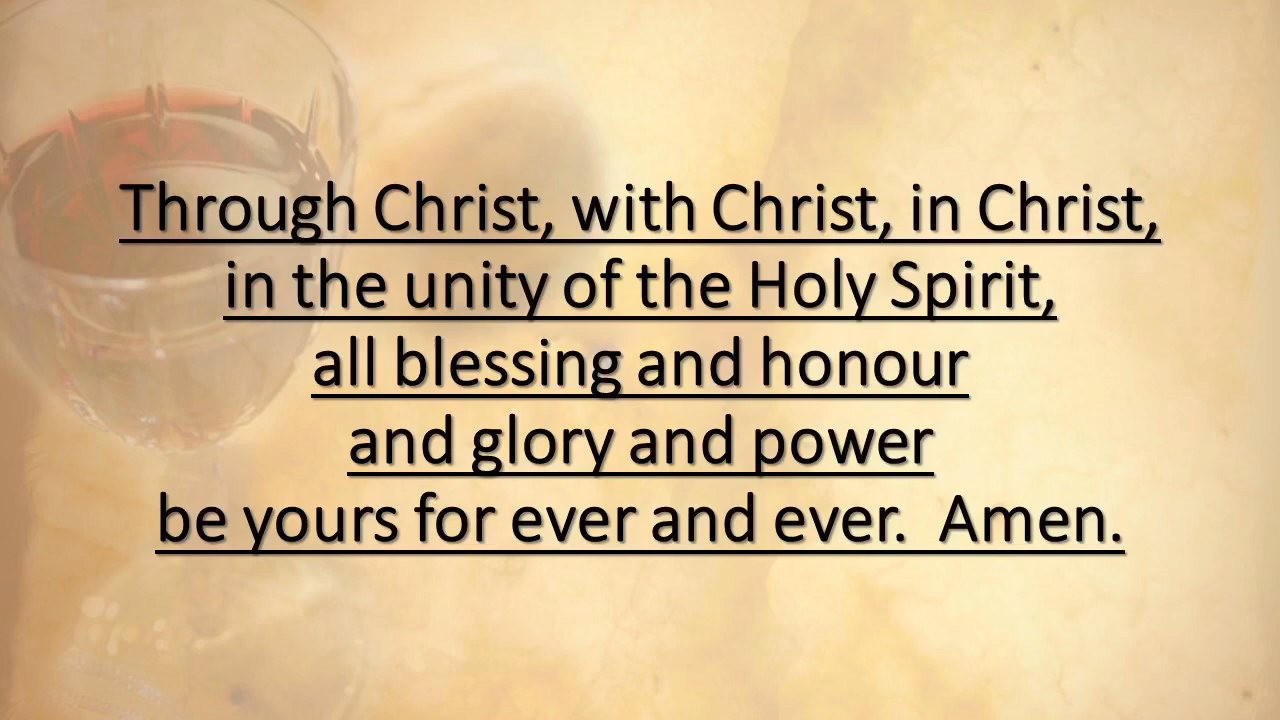 Through Christ, with Christ, in Christ,
in the unity of the Holy Spirit,
all blessing and honour
and glory and power
be yours for ever and ever.  Amen.